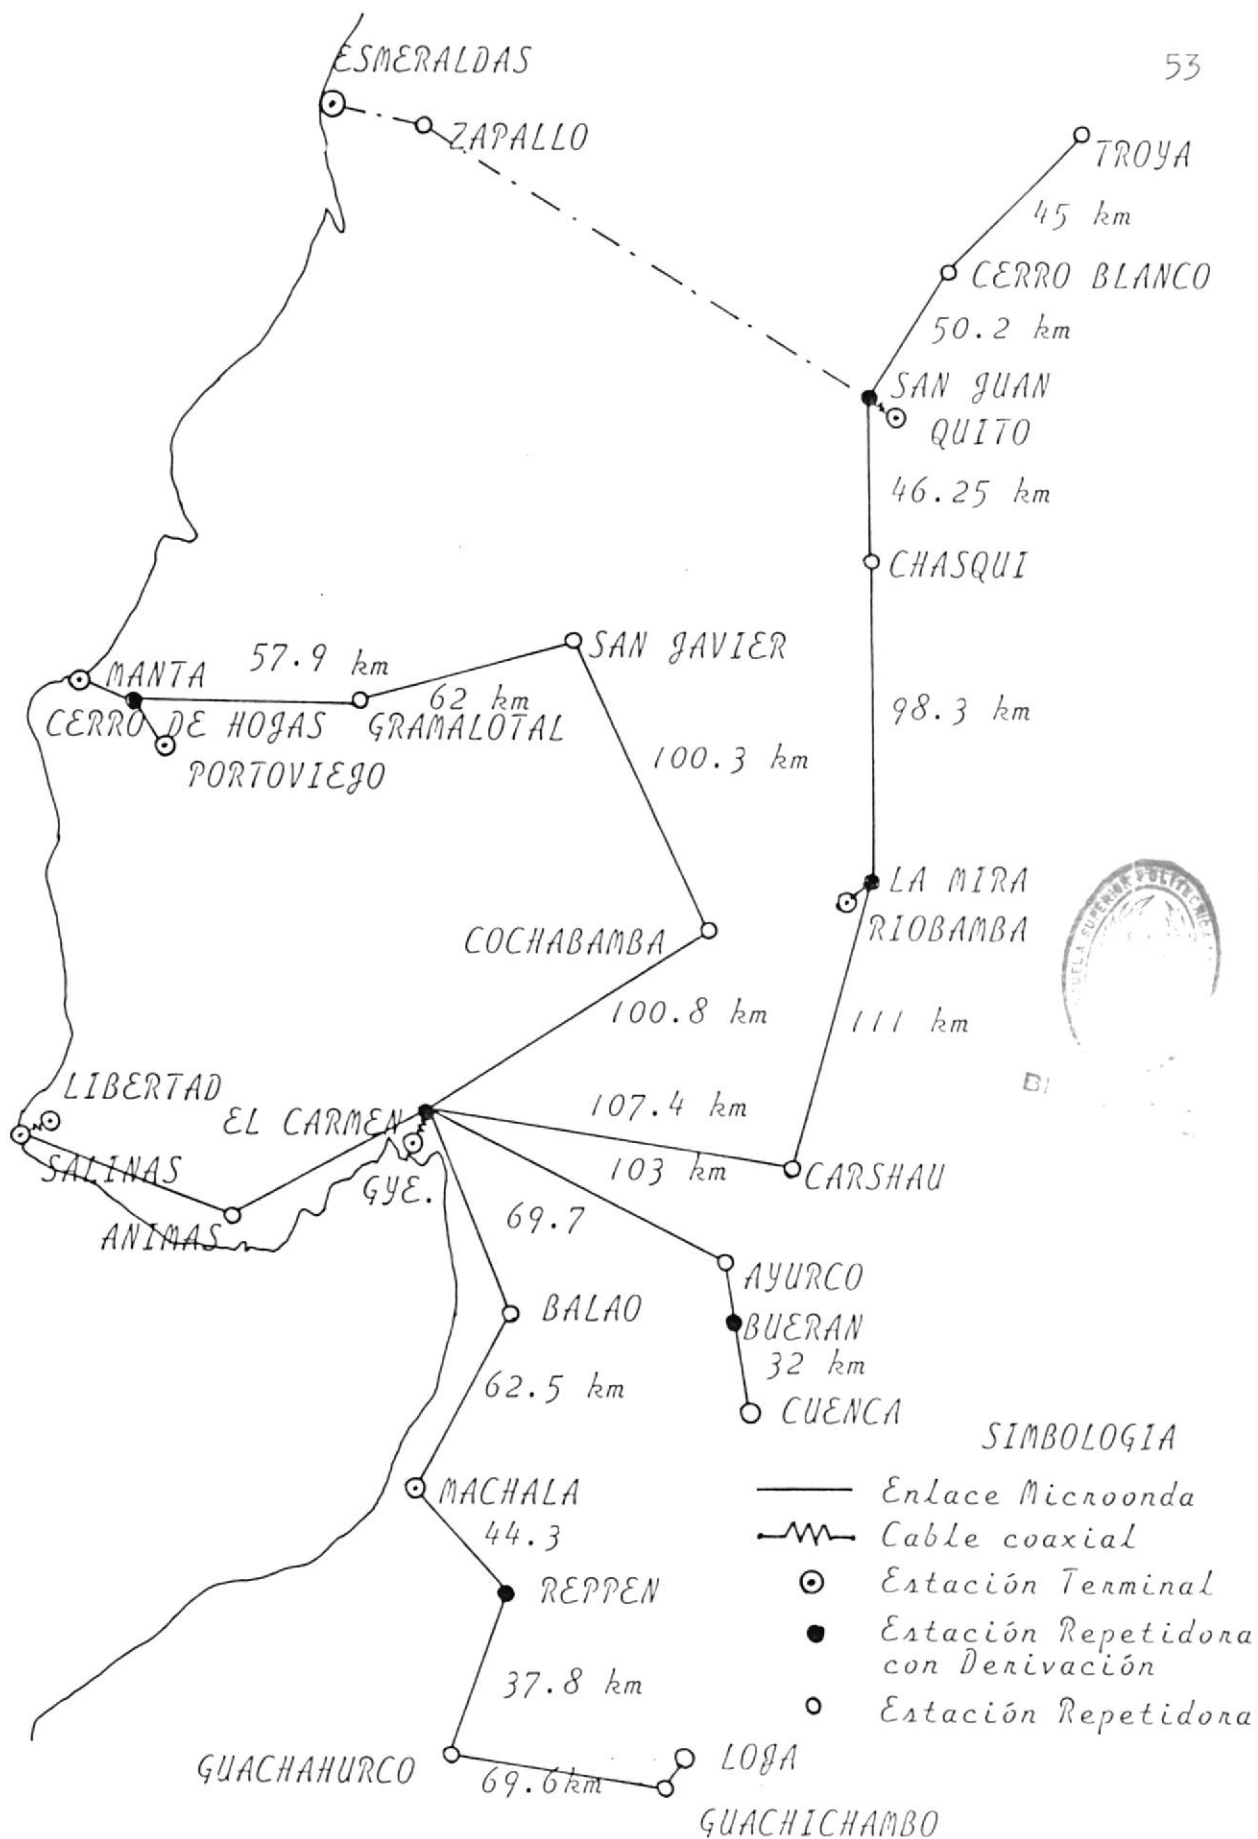 53
ESMERALDAS
ZAPALLO
TROYA
45 km
CERRO BLANCO
50.2 km
SAN JUAN
QUITO
46.25 km
CHASQUI
SAN JAVIER
57.9 km
MANTA
62 km
CERRO DE HOJAS
GRAMALOTAL
98.3 km
PORTOVIEJO
100.3 km
LA MIRA
RIOBAMBA
COCHABAMBA
100.8 km
111 km
LIBERTAD
EL CARMEN
107.4 km
SALINAS
103 km
CARSHAU
GYE.
ANIMAS
69.7
AYURCO
BALAO
BUERAN
32 km
62.5 km
CUENCA
SIMBOLOGIA
MACHALA
Enlace Microonda
44.3
Cable coaxial
REPPEN
Estación Terminal
Estación Repetidora
con Derivación
37.8 km
Estación Repetidora
GUACHAHURCO
LOJA
69.6km
GUACHICHAMBO